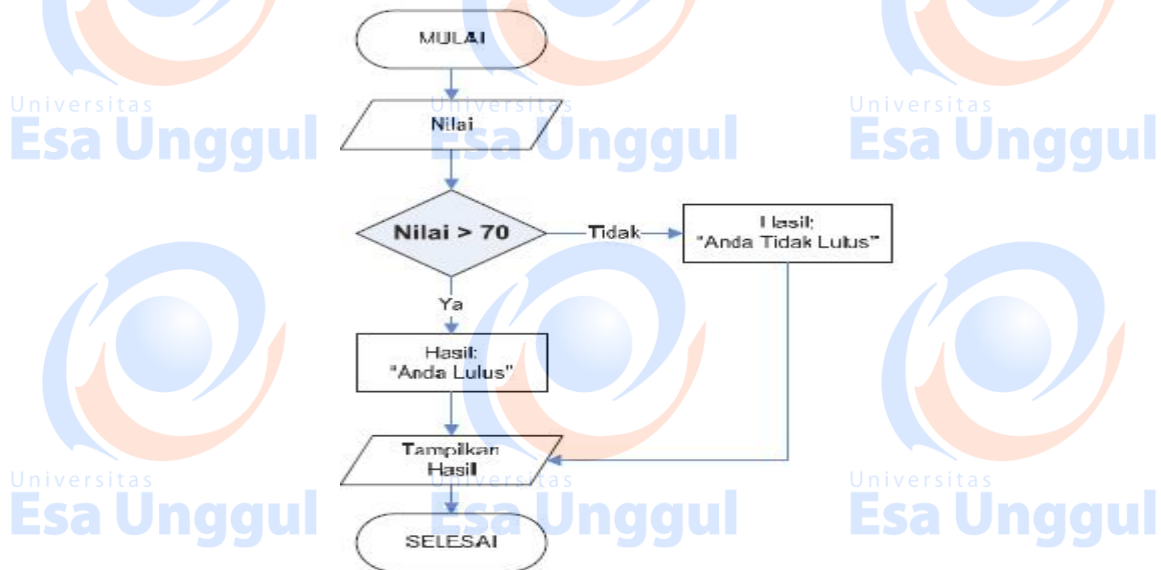 MULAI
Universitas
Esa Unggul
Universitas
Esa Unggul
Universitas
Esa Unggul
Nilai
Nilai > 70
Tidak
Hasil:
"Anda Tidak Lulus"
Ya
Hasil:
"Anda Lulus"
Tampilkan
Hasil
Universitas
Esa Unggul
Universitas
Esa Unggul
Universitas
Esa Unggul
SELESAI